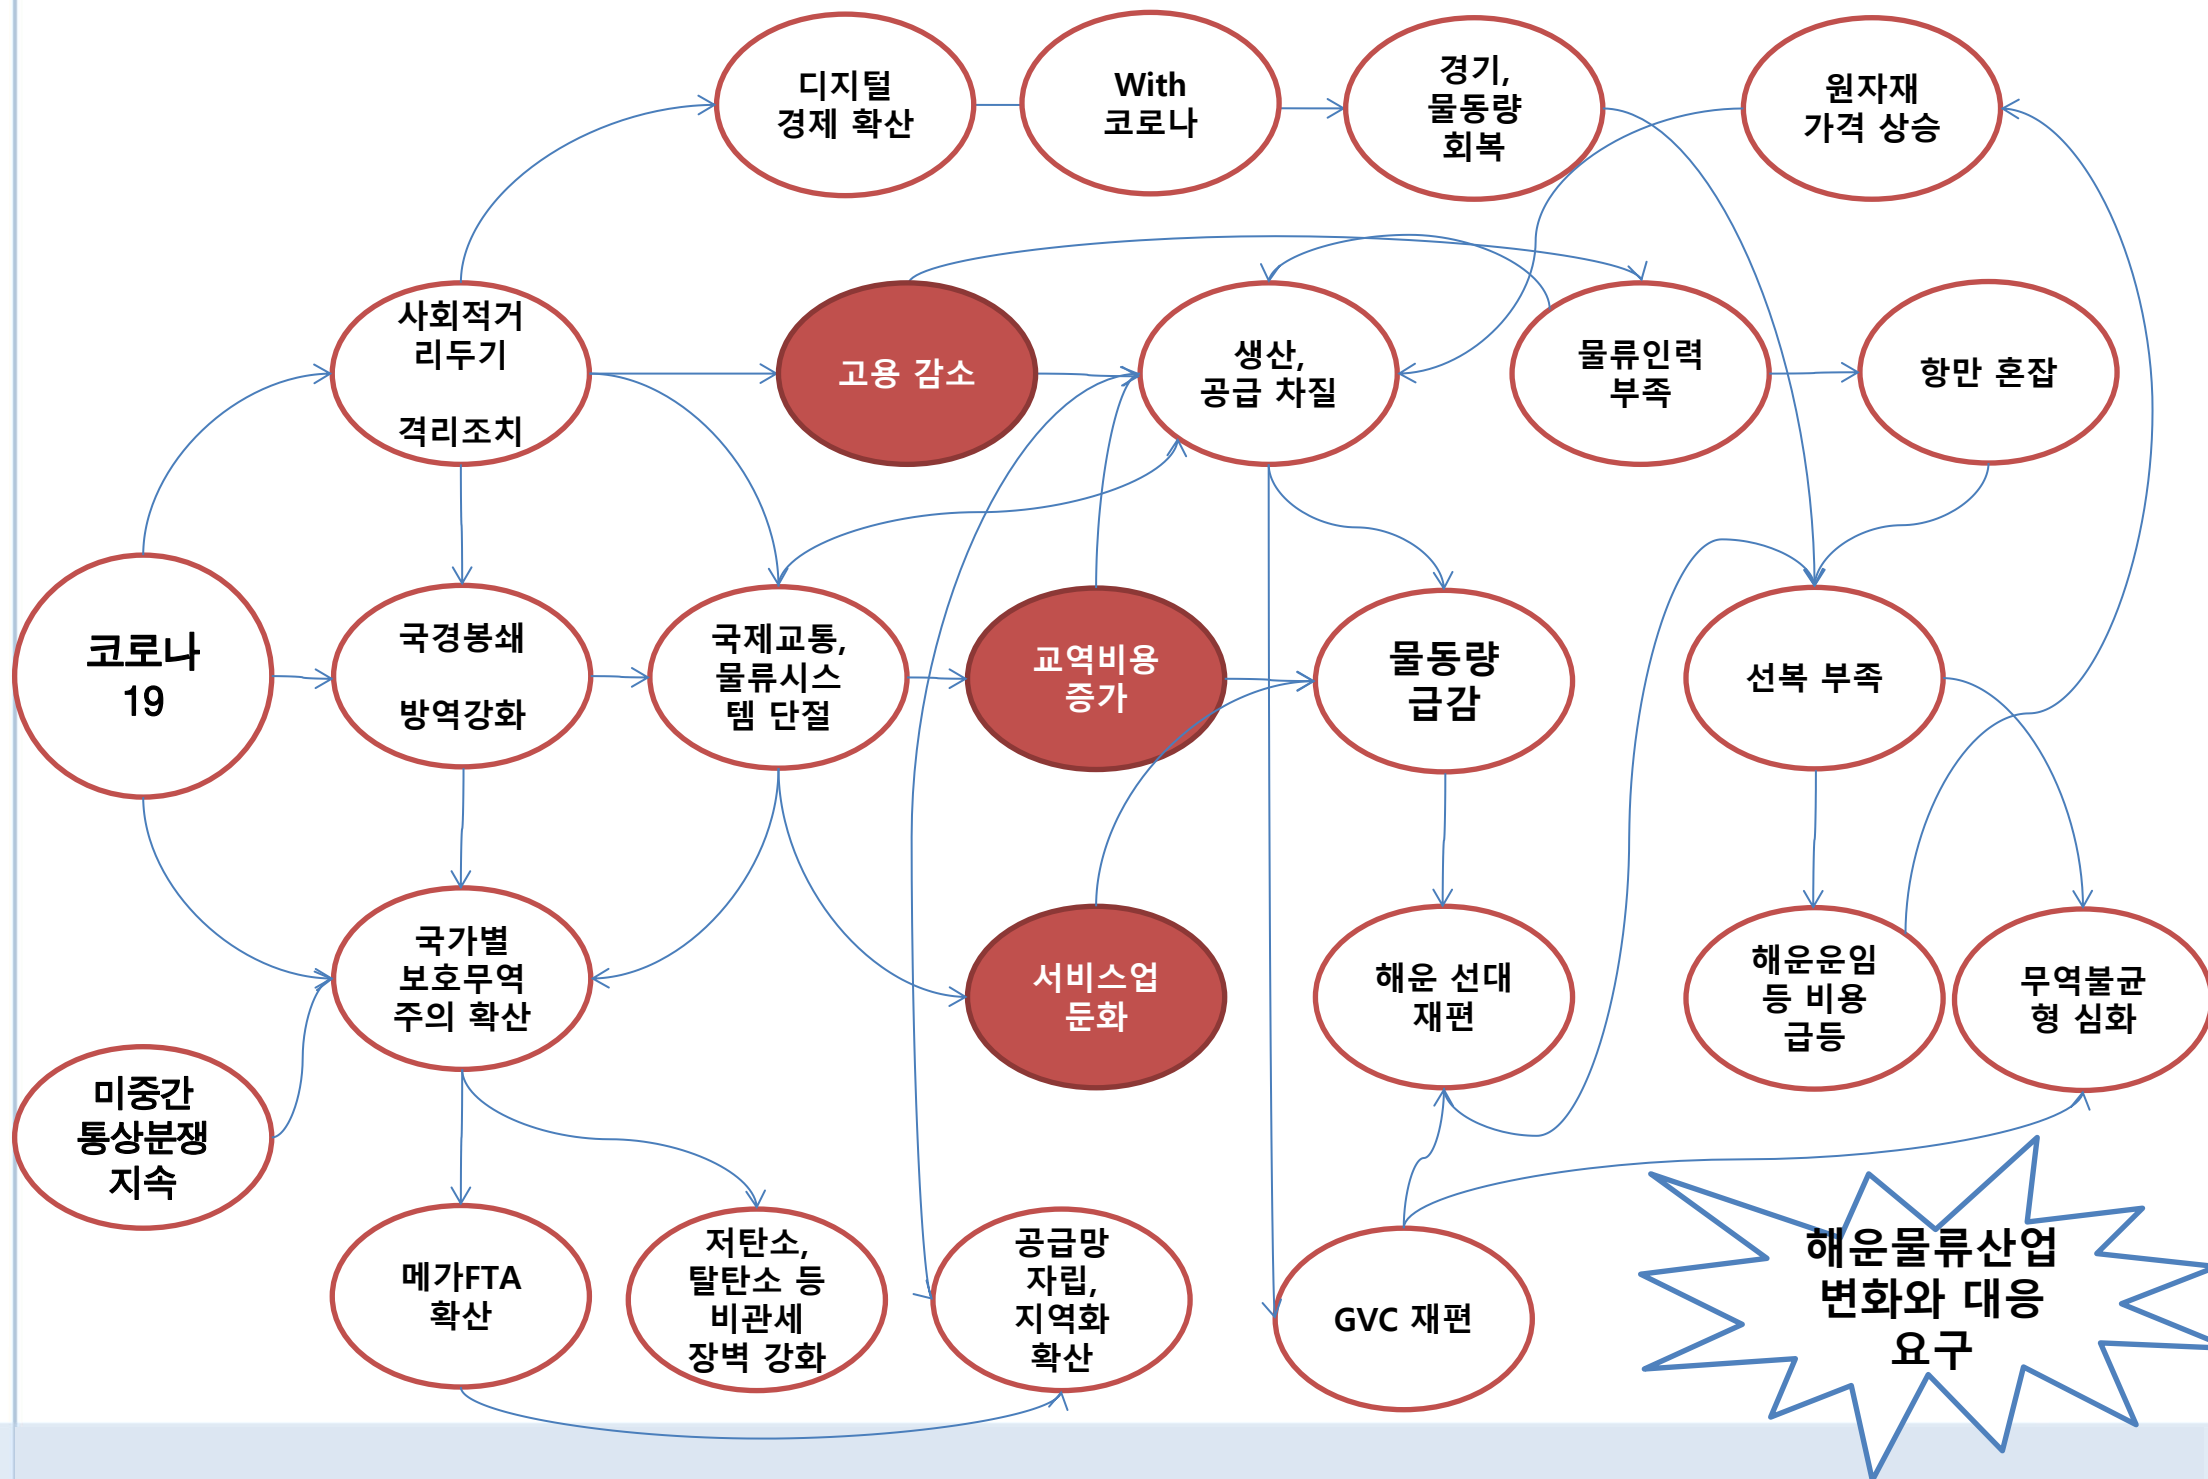 디지털
경제 확산
With
코로나
경기,
물동량
회복
원자재
가격 상승
사회적거
리두기
격리조치
고용 감소
생산,
공급 차질
물류인력
부족
항만 혼잡
코로나
19
국경봉쇄
방역강화
국제교통,
물류시스
템 단절
교역비용
증가
물동량
급감
선복 부족
국가별
보호무역
주의 확산
서비스업
둔화
해운 선대
재편
해운운임
등 비용
급등
무역불균
형 심화
미중간
통상분쟁
지속
메가FTA
확산
저탄소,
탈탄소 등
비관세
장벽 강화
공급망
자립,
지역화
확산
GVC 재편
해운물류산업
변화와 대응
요구